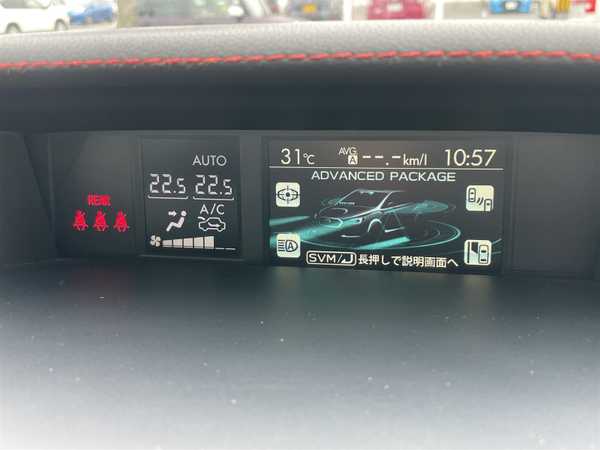 REAR
AUTO
22.5 22.5
A/C
31℃ AVG A --.-km/l 10:57
ADVANCED PACKAGE
A
SVM/ 長押しで説明画面へ